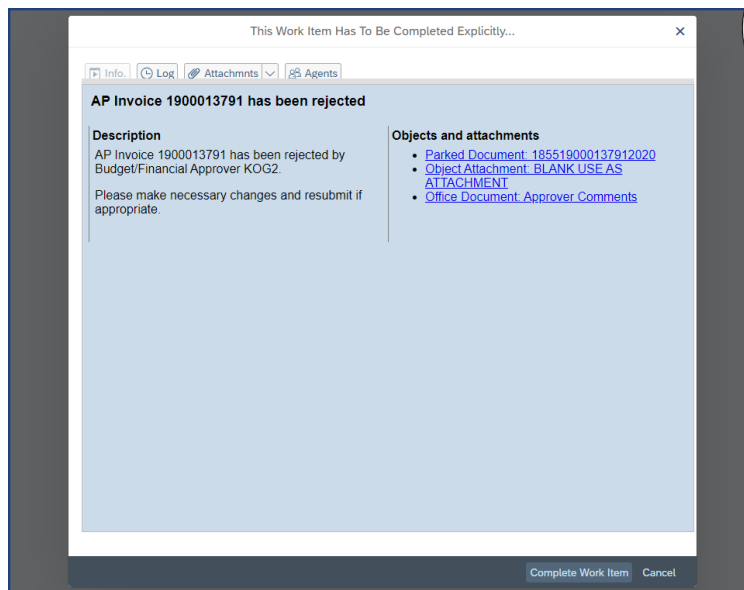 This Work Item Has To Be Completed Explicitly...
Info.
Log
Attachmnts
Agents
AP Invoice 1900013791 has been rejected
Description
AP Invoice 1900013791 has been rejected by
Budget/Financial Approver KOG2.
Please make necessary changes and resubmit if
appropriate.
Objects and attachments
Parked Document: 185519000137912020
Object Attachment: BLANK USE AS
ATTACHMENT
Office Document: Approver Comments
Complete Work Item
Cancel